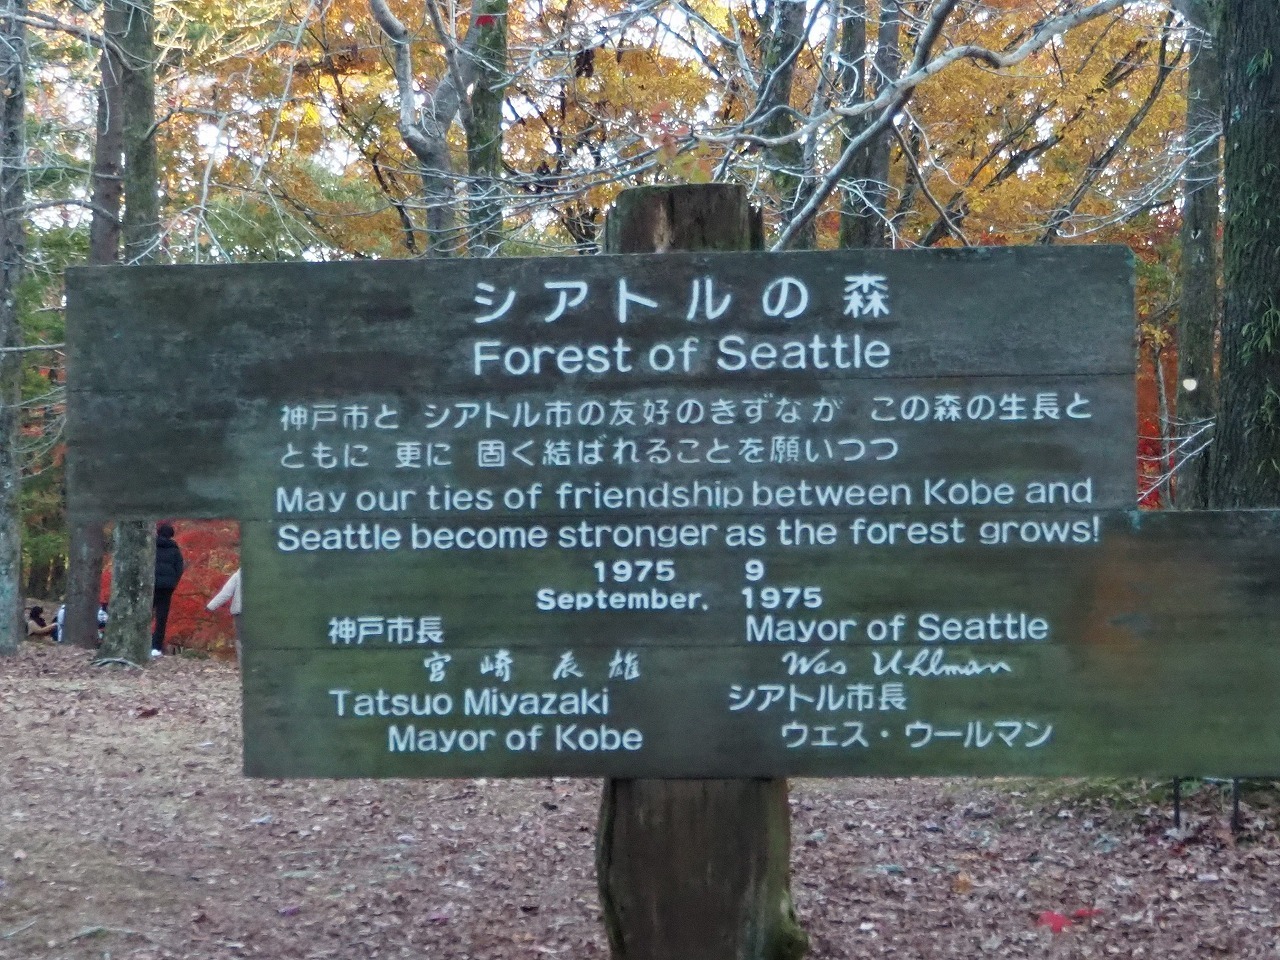 シアトルの森
Forest of Seattle
神戸市と シアトル市の友好のきずなが この森の生長と
ともに 更に 固く結ばれることを願いつつ
May our ties of friendship between Kobe and
Seattle become stronger as the forest grows!
1975 9
September. 1975
神戸市長
宮崎辰雄
Tatsuo Miyazaki
Mayor of Kobe
Mayor of Seattle
Wes Uhlman
シアトル市長
ウェス・ウールマン